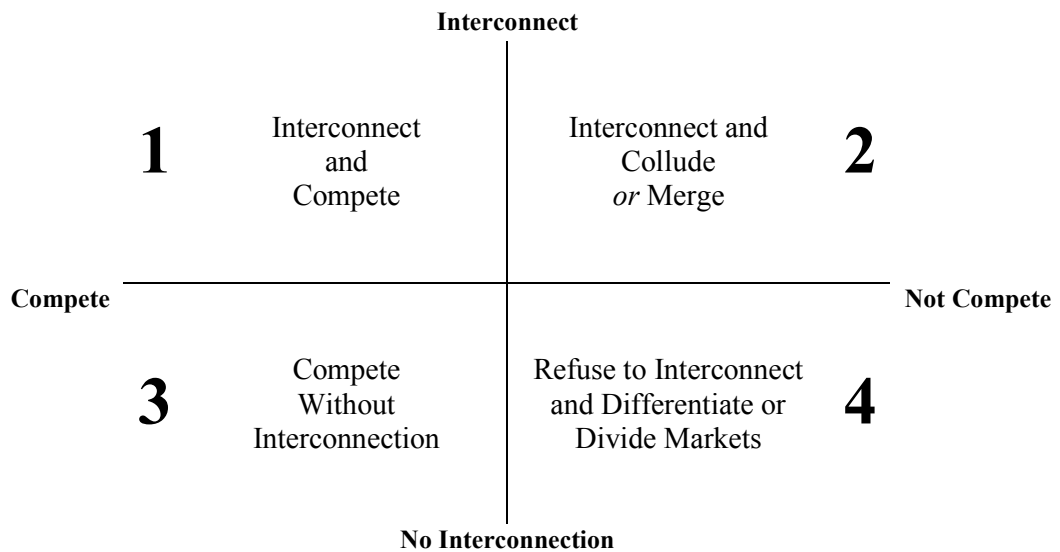 Interconnect
1
Interconnect
and
Compete
Interconnect and
Collude
or Merge
2
Compete
Not Compete
3
Compete
Without
Interconnection
Refuse to Interconnect
and Differentiate or
Divide Markets
4
No Interconnection